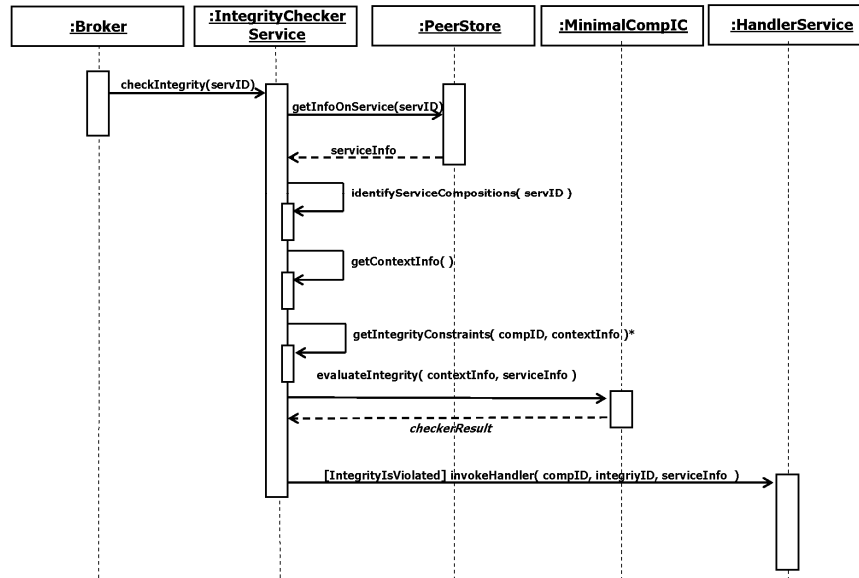 :Broker
:IntegrityChecker
Service
:PeerStore
:MinimalCompIC
:HandlerService
checkIntegrity(servID)
getInfoOnService(servID)
serviceInfo
identifyServiceCompositions( servID )
getContextInfo( )
getIntegrityConstraints( compID, contextInfo )*
evaluateIntegrity( contextInfo, serviceInfo )
checkerResult
[IntegrityIsViolated] invokeHandler( compID, integriyID, serviceInfo )